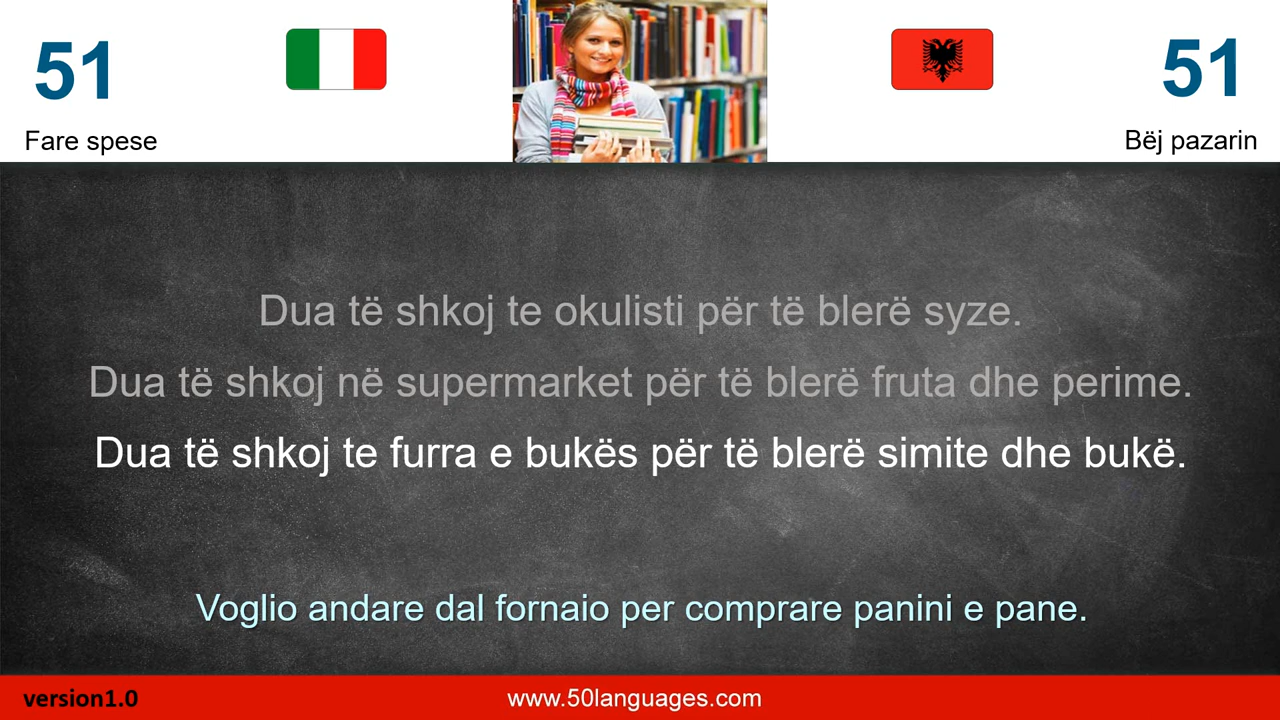 51
51
Fare spese
Bëj pazarin
Dua të shkoj te okulisti për të blerë syze.
Dua të shkoj në supermarket për të blerë fruta dhe perime.
Dua të shkoj te furra e bukës për të blerë simite dhe bukë.
Voglio andare dal fornaio per comprare panini e pane.
version1.0
www.50languages.com